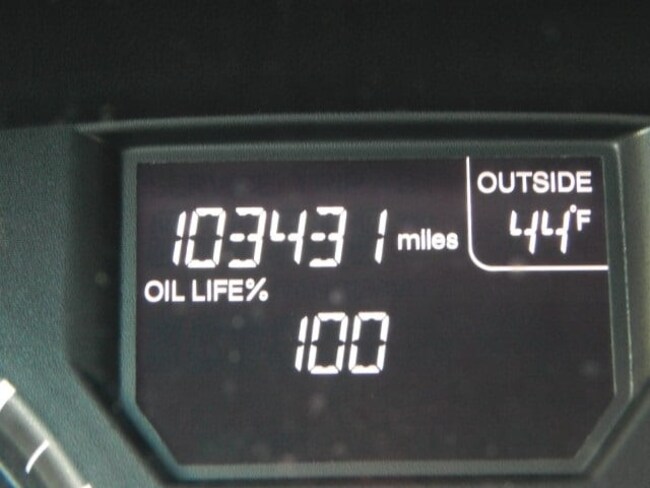 OUTSIDE
103431 miles
44°F
OIL LIFE%
100